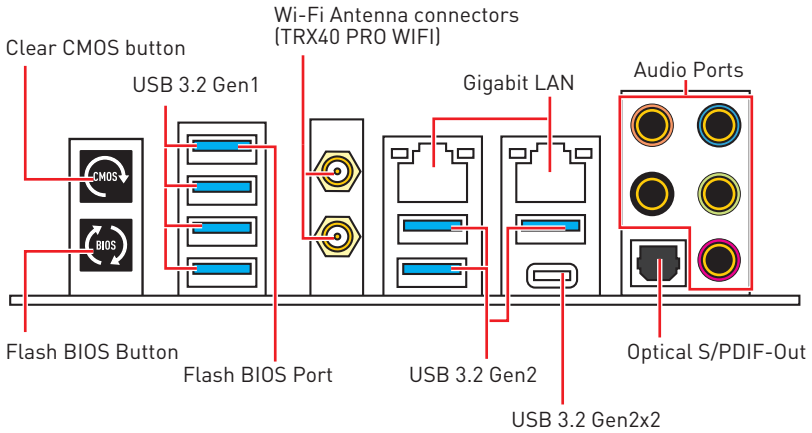 Wi-Fi Antenna connectors
(TRX40 PRO WIFI)
Clear CMOS button
USB 3.2 Gen1
Gigabit LAN
Audio Ports
CMOS
BIOS
Flash BIOS Button
Flash BIOS Port
USB 3.2 Gen2
Optical S/PDIF-Out
USB 3.2 Gen2x2